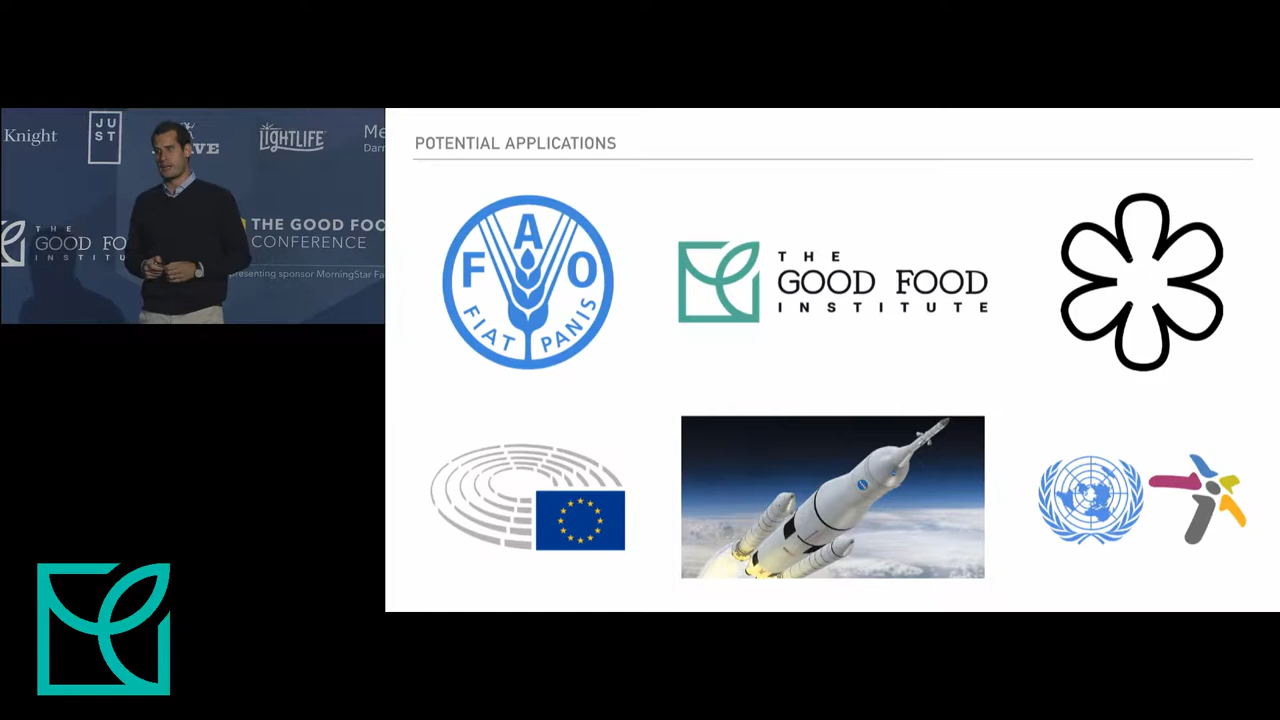 Knight
JU
ST
LIGHTLIFE
Me
Darr
THE
GOOD FO
INSTITU
THE GOOD FOO
CONFERENCE
presenting sponsor MorningStar Fa
POTENTIAL APPLICATIONS
F A O
FIAT PANIS
THE
GOOD FOOD
INSTITUTE